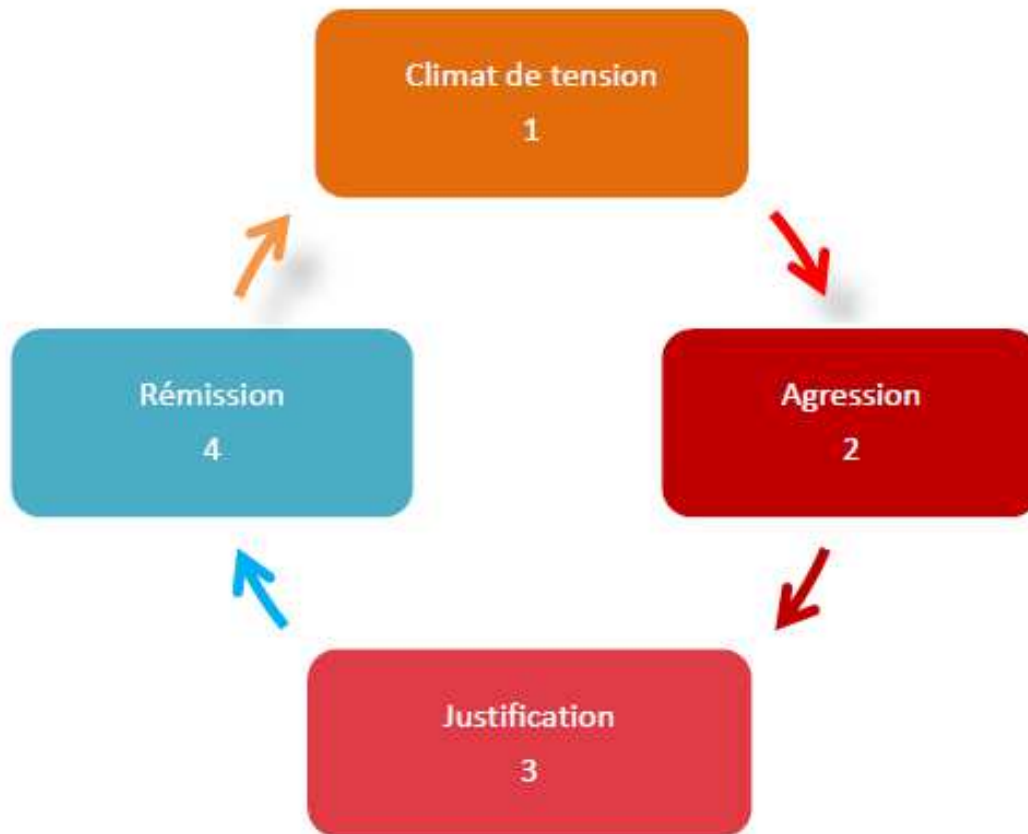 Climat de tension
1
Agression
2
Justification
3
Rémission
4